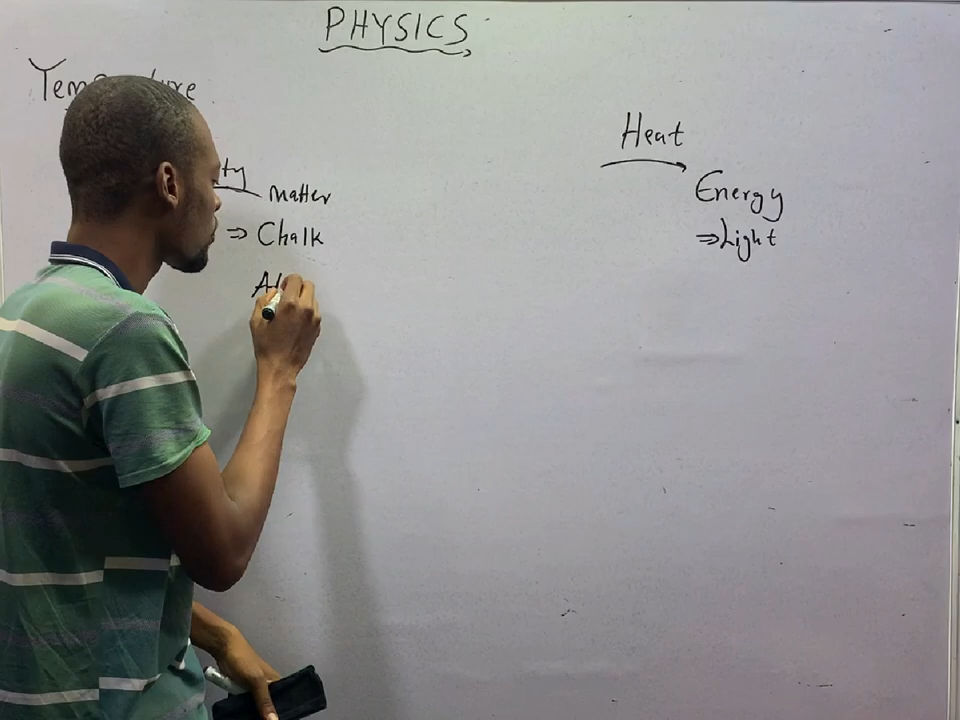 PHYSICS
matter
⇒ Chalk
Heat
Energy
⇒ Light